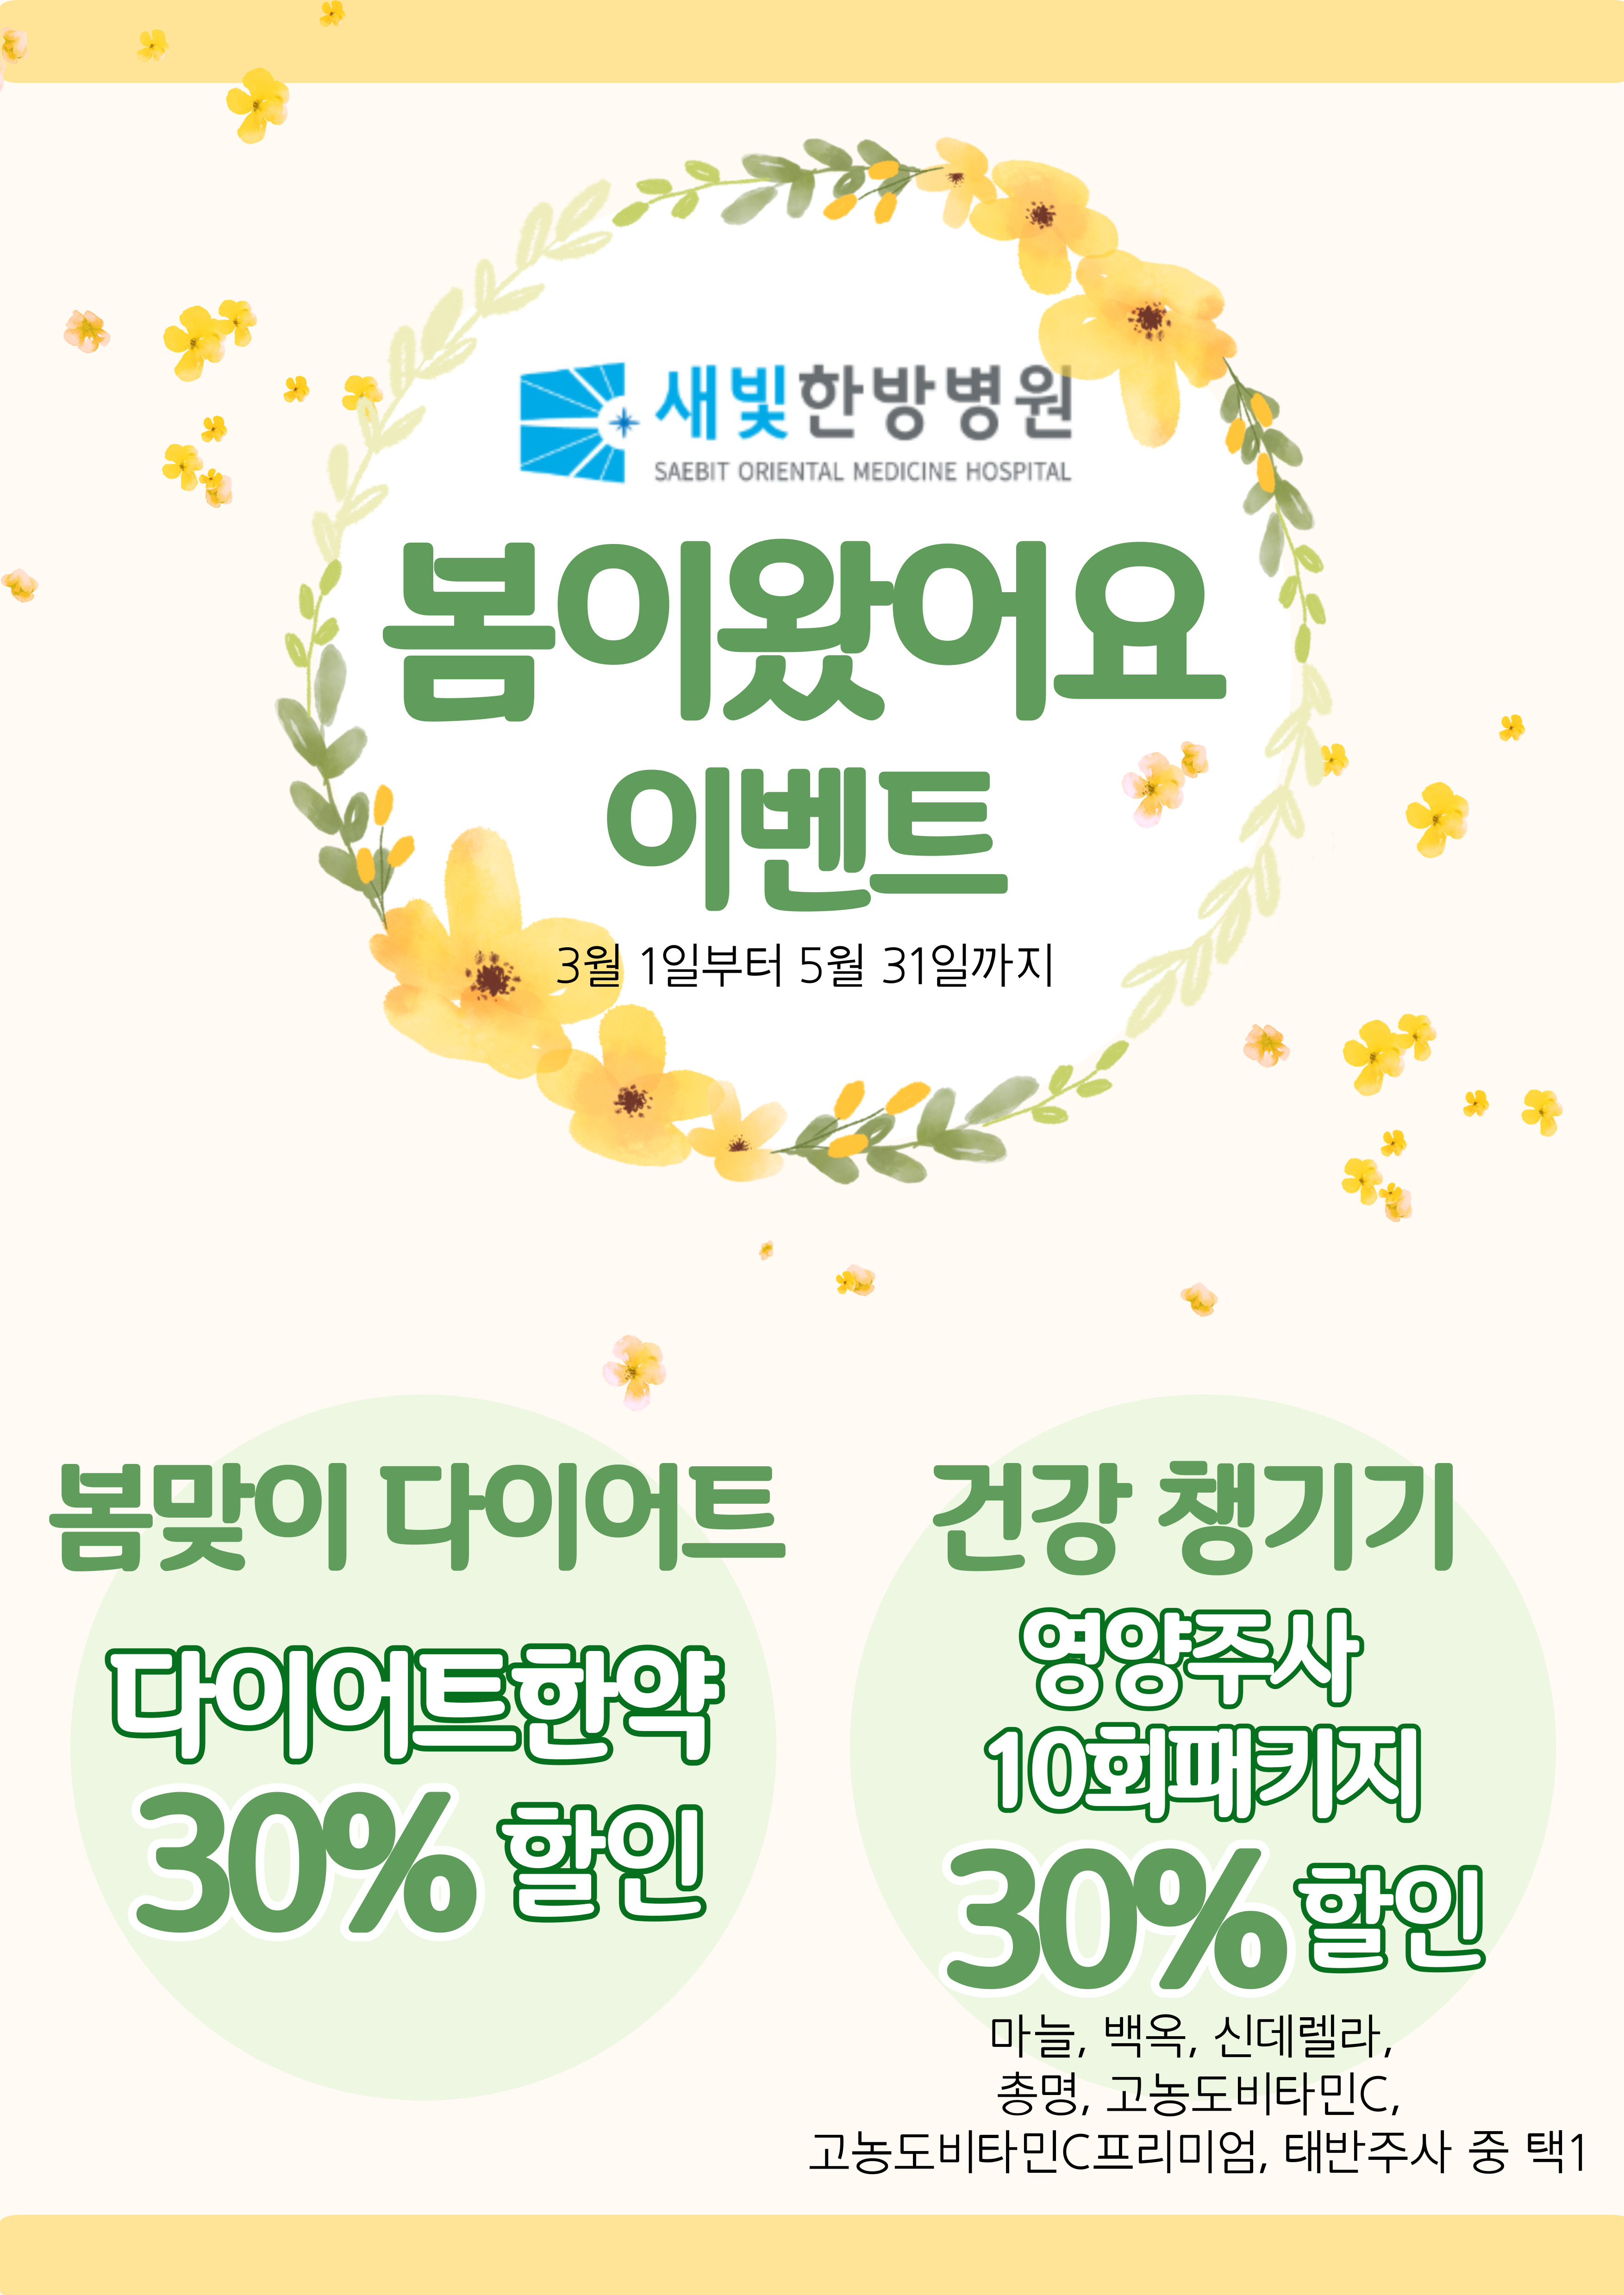 새빛한방병원
SAEBIT ORIENTAL MEDICINE HOSPITAL
봄이왔어요
이벤트
3월 1일부터 5월 31일까지
봄맞이 다이어트
다이어트한약
30% 할인
건강 챙기기
영양주사
10회패키지
30% 할인
마늘, 백옥, 신데렐라,
총명, 고농도비타민C,
고농도비타민C프리미엄, 태반주사 중 택1